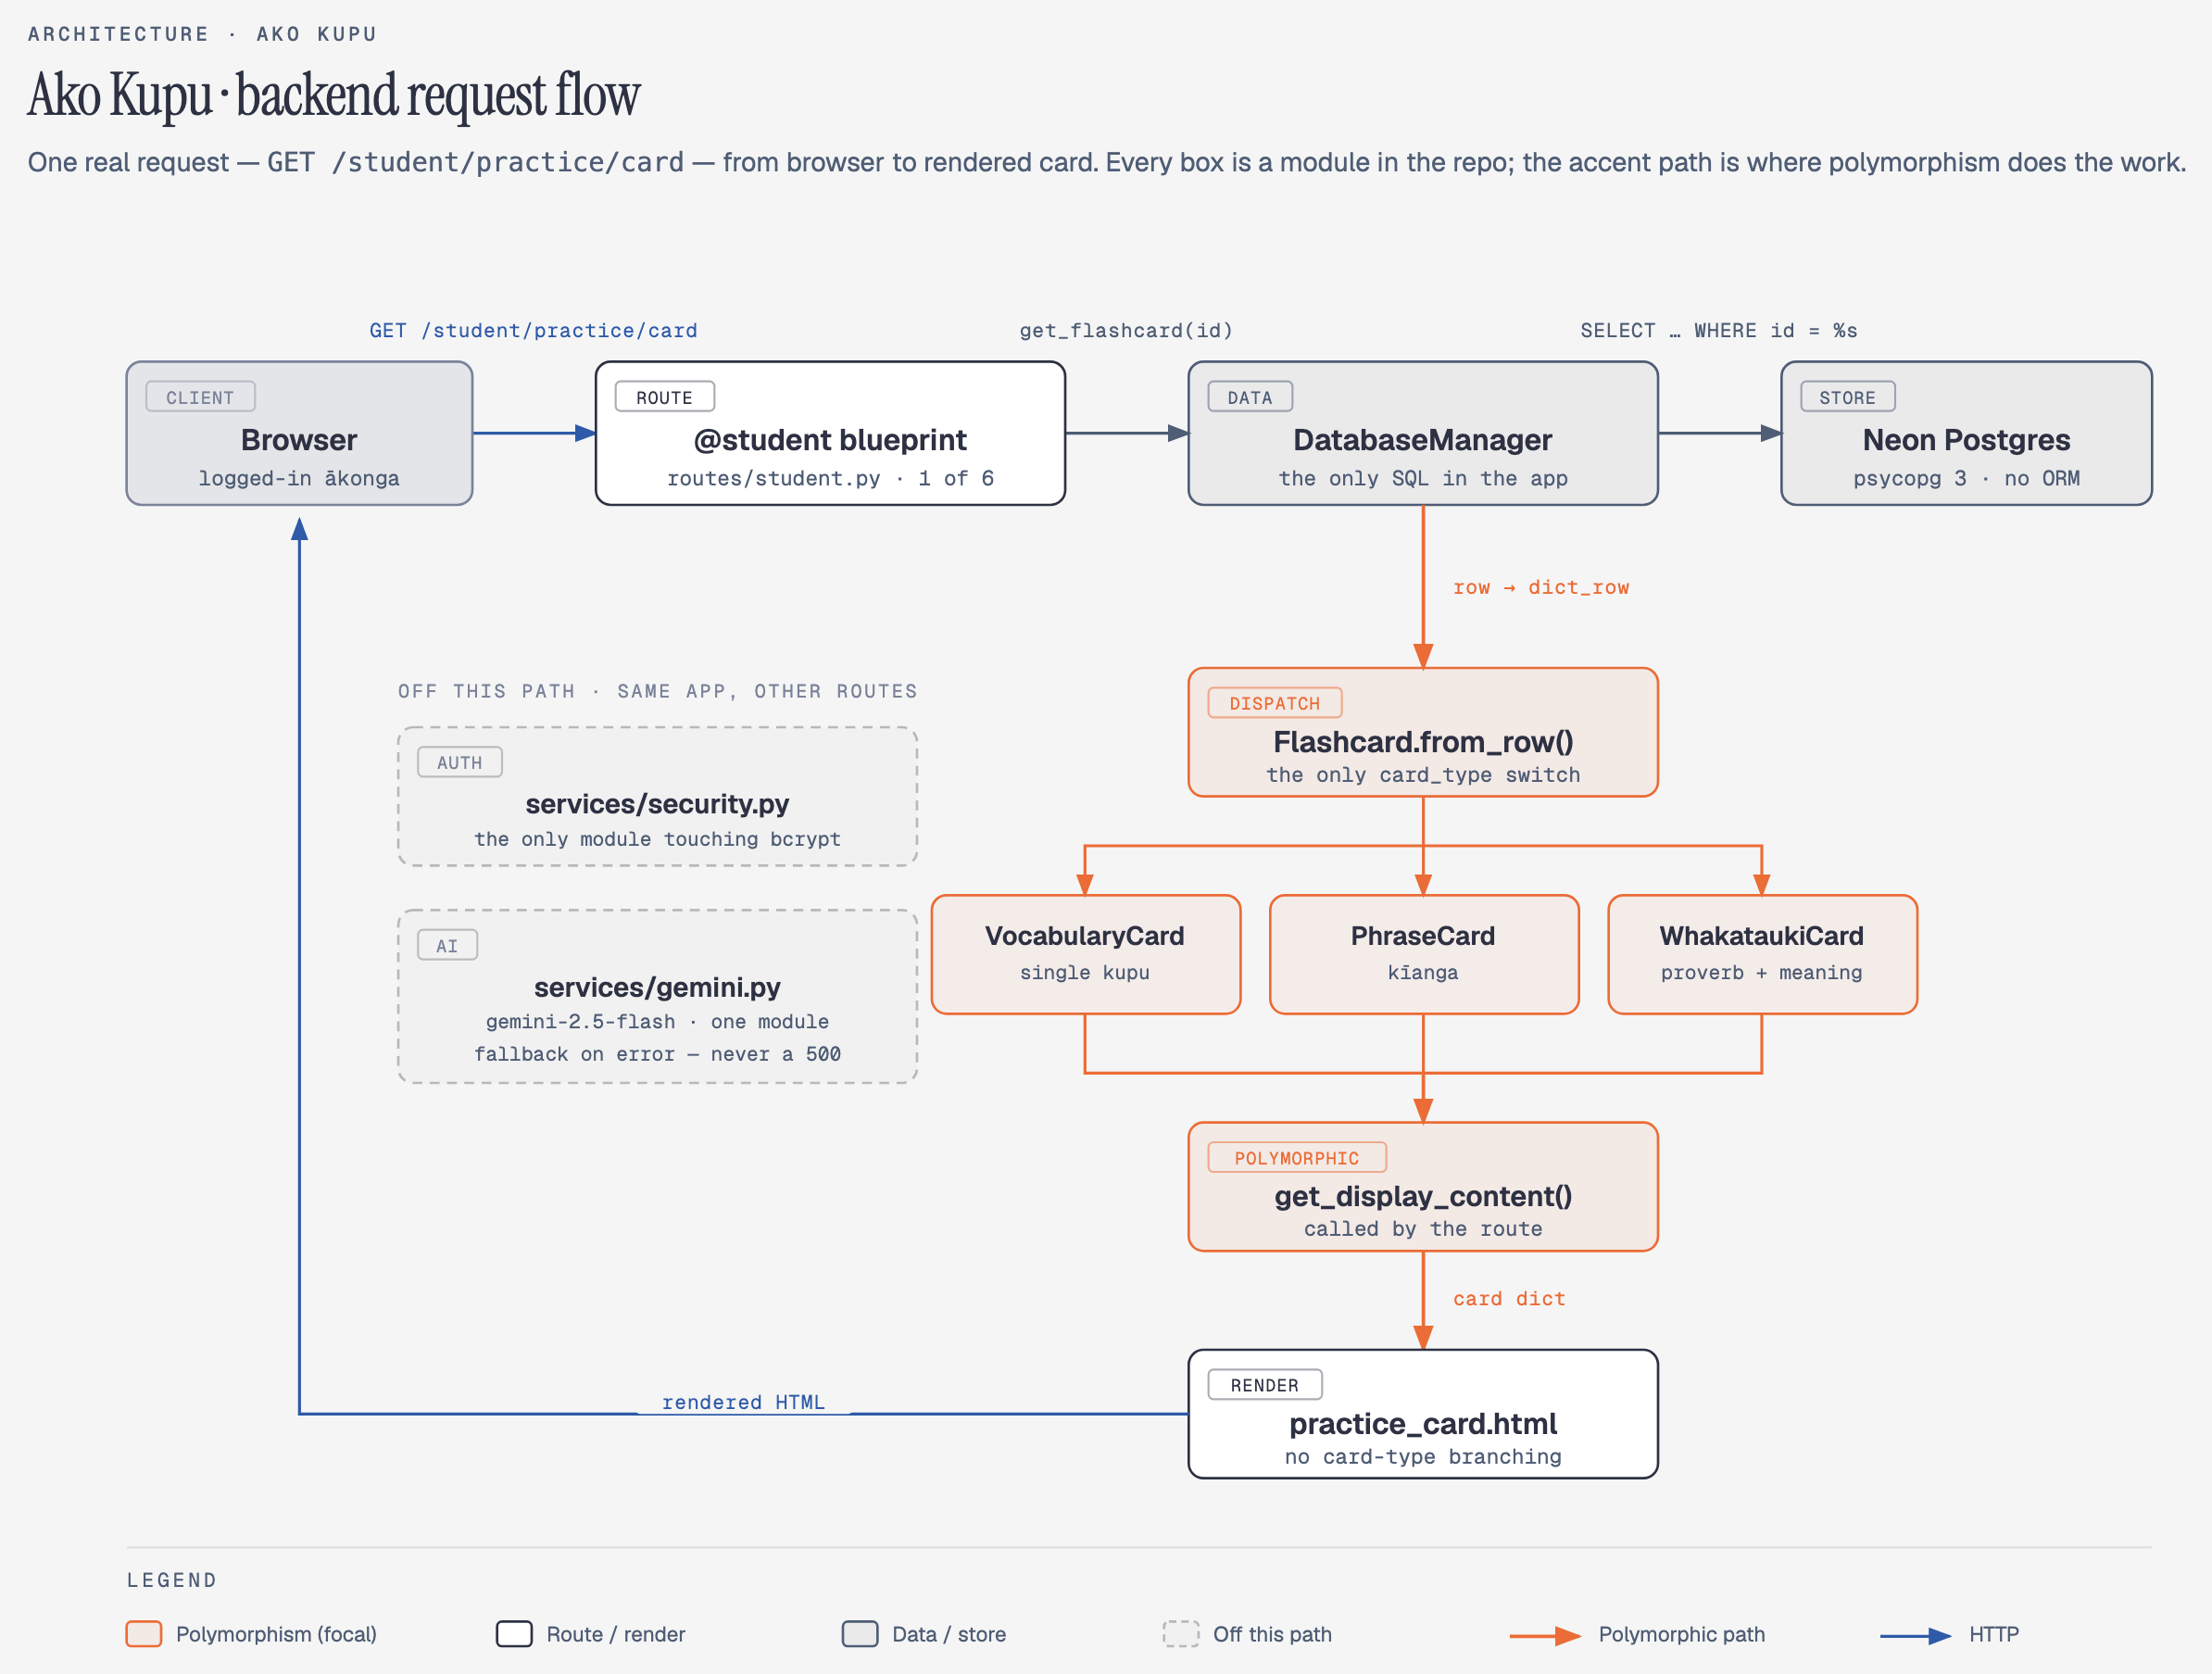 ARCHITECTURE · AKO KUPU
Ako Kupu · backend request flow
One real request — GET /student/practice/card — from browser to rendered card. Every box is a module in the repo; the accent path is where polymorphism does the work.
GET /student/practice/card
get_flashcard(id)
SELECT … WHERE id = %s
CLIENT
Browser
logged-in ākonga
ROUTE
@student blueprint
routes/student.py · 1 of 6
DATA
DatabaseManager
the only SQL in the app
STORE
Neon Postgres
psycopg 3 · no ORM
row → dict_row
OFF THIS PATH · SAME APP, OTHER ROUTES
AUTH
services/security.py
the only module touching bcrypt
AI
services/gemini.py
gemini-2.5-flash · one module
fallback on error — never a 500
DISPATCH
Flashcard.from_row()
the only card_type switch
VocabularyCard
single kupu
PhraseCard
kīanga
WhakataukiCard
proverb + meaning
POLYMORPHIC
get_display_content()
called by the route
card dict
RENDER
practice_card.html
no card-type branching
rendered HTML
LEGEND
Polymorphism (focal)
Route / render
Data / store
Off this path
Polymorphic path
HTTP